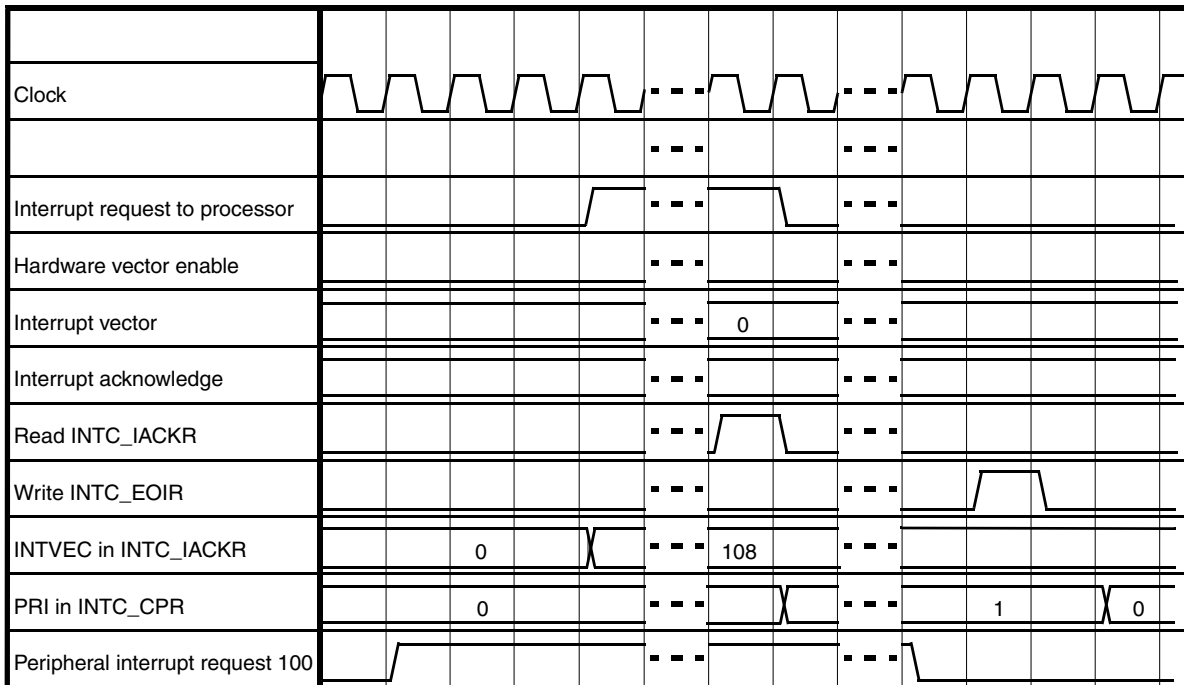 Clock
Interrupt request to processor
Hardware vector enable
Interrupt vector
0
Interrupt acknowledge
Read INTC_IACKR
Write INTC_EOIR
INTVEC in INTC_IACKR
0
108
PRI in INTC_CPR
0
1
0
Peripheral interrupt request 100